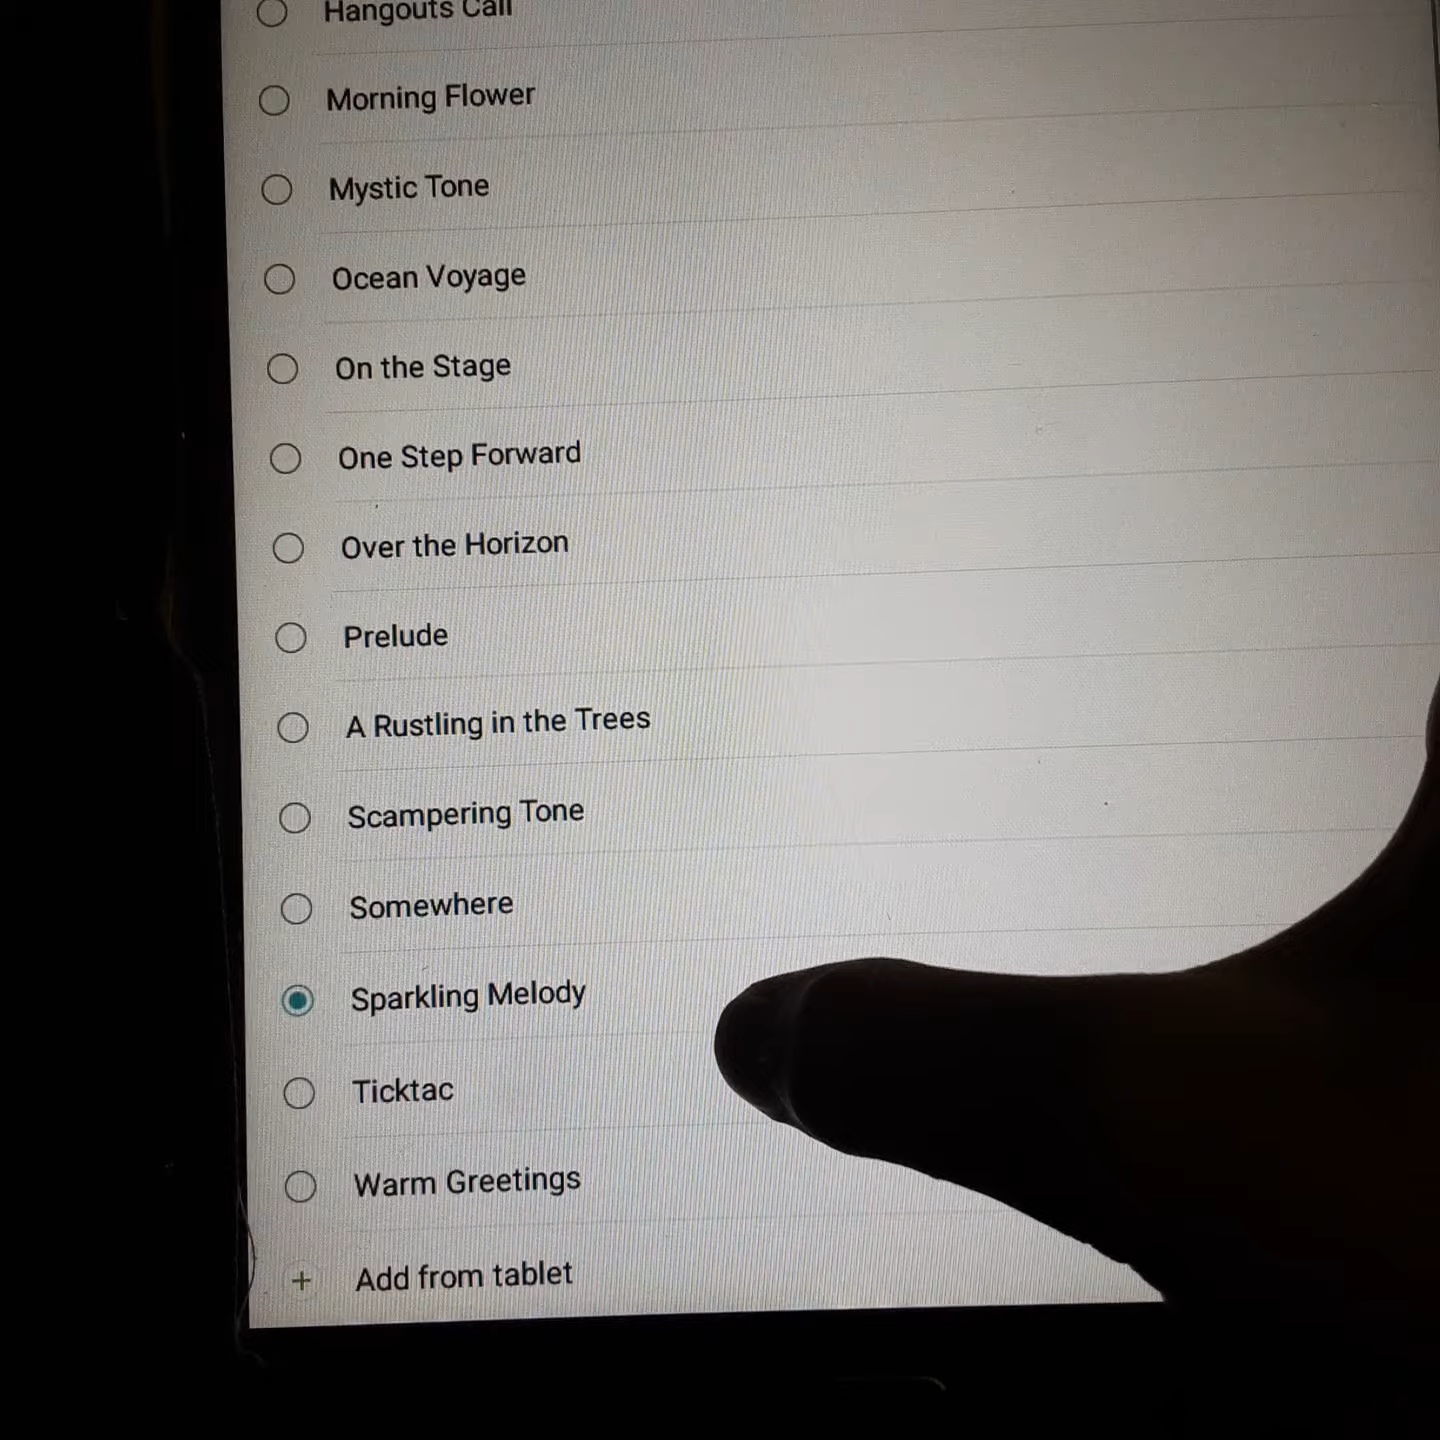 Hangouts Call
Morning Flower
Mystic Tone
Ocean Voyage
On the Stage
One Step Forward
Over the Horizon
Prelude
A Rustling in the Trees
Scampering Tone
Somewhere
Sparkling Melody
Ticktac
Warm Greetings
+ Add from tablet